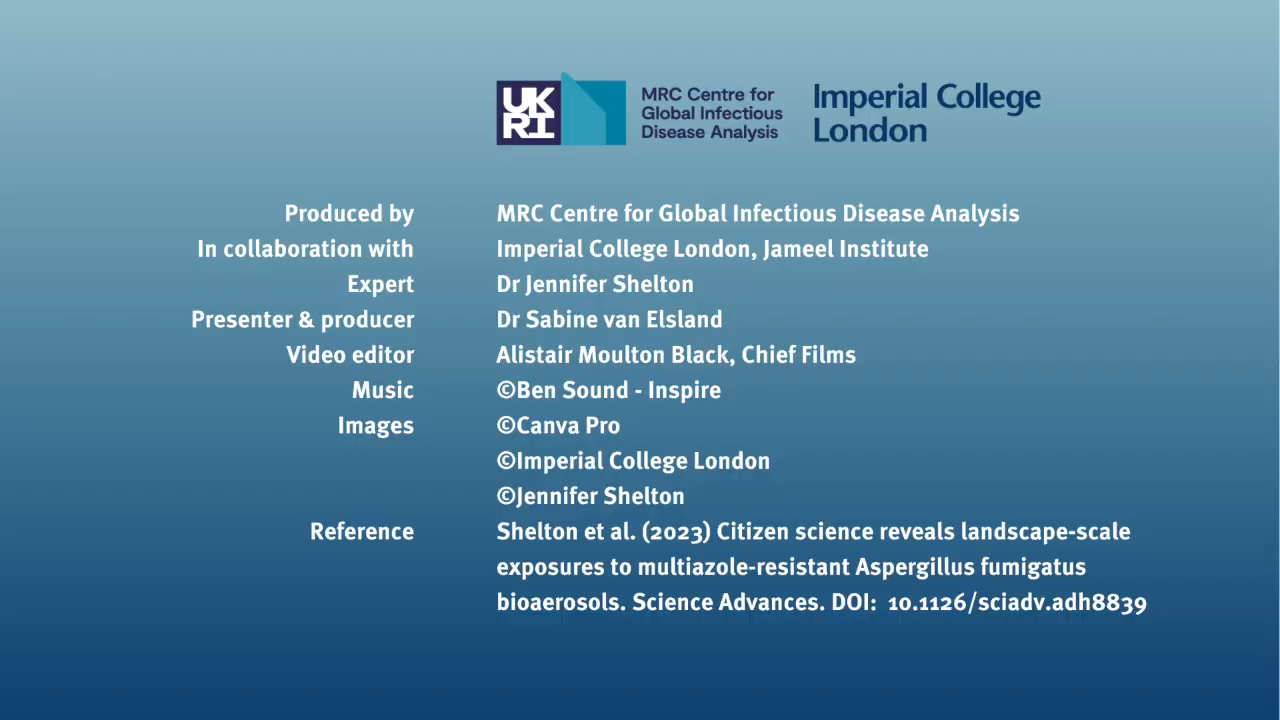 UK
RI
MRC Centre for
Global Infectious
Disease Analysis
Imperial College
London
Produced by MRC Centre for Global Infectious Disease Analysis
In collaboration with Imperial College London, Jameel Institute
Expert Dr Jennifer Shelton
Presenter & producer Dr Sabine van Elsland
Video editor Alistair Moulton Black, Chief Films
Music ©Ben Sound - Inspire
Images ©Canva Pro
©Imperial College London
©Jennifer Shelton
Reference Shelton et al. (2023) Citizen science reveals landscape-scale
exposures to multiazole-resistant Aspergillus fumigatus
bioaerosols. Science Advances. DOI: 10.1126/sciadv.adh8839